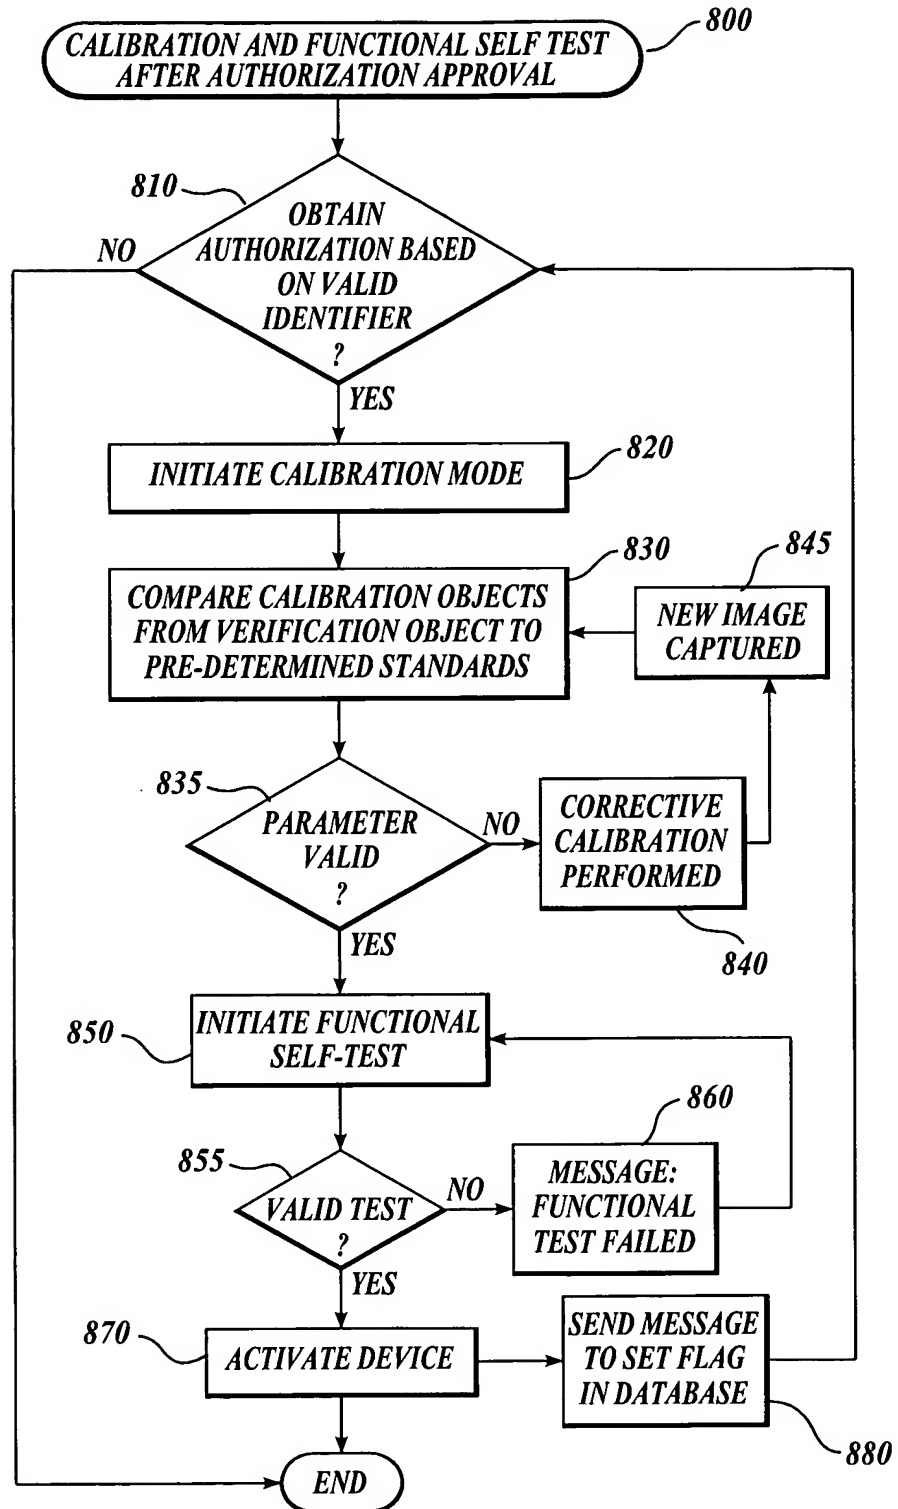 800
CALIBRATION AND FUNCTIONAL SELF TEST
AFTER AUTHORIZATION APPROVAL
810
OBTAIN
AUTHORIZATION BASED
ON VALID
IDENTIFIER
?
NO
YES
820
INITIATE CALIBRATION MODE
830
COMPARE CALIBRATION OBJECTS
FROM VERIFICATION OBJECT TO
PRE-DETERMINED STANDARDS
845
NEW IMAGE
CAPTURED
835
PARAMETER
VALID
?
NO
CORRECTIVE
CALIBRATION
PERFORMED
840
YES
850
INITIATE FUNCTIONAL
SELF-TEST
855
VALID TEST
?
NO
860
MESSAGE:
FUNCTIONAL
TEST FAILED
YES
870
ACTIVATE DEVICE
SEND MESSAGE
TO SET FLAG
IN DATABASE
880
END